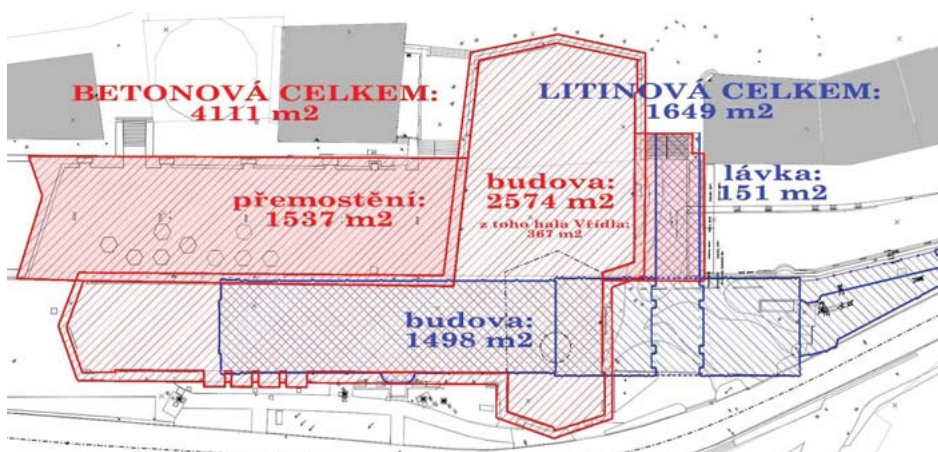 BETONOVÁ CELKEM:
4111 m2
LITINOVÁ CELKEM:
1649 m2
přemostění:
1537 m2
budova:
2574 m2
z toho hala Vřídla:
367 m2
lávka:
151 m2
budova:
1498 m2